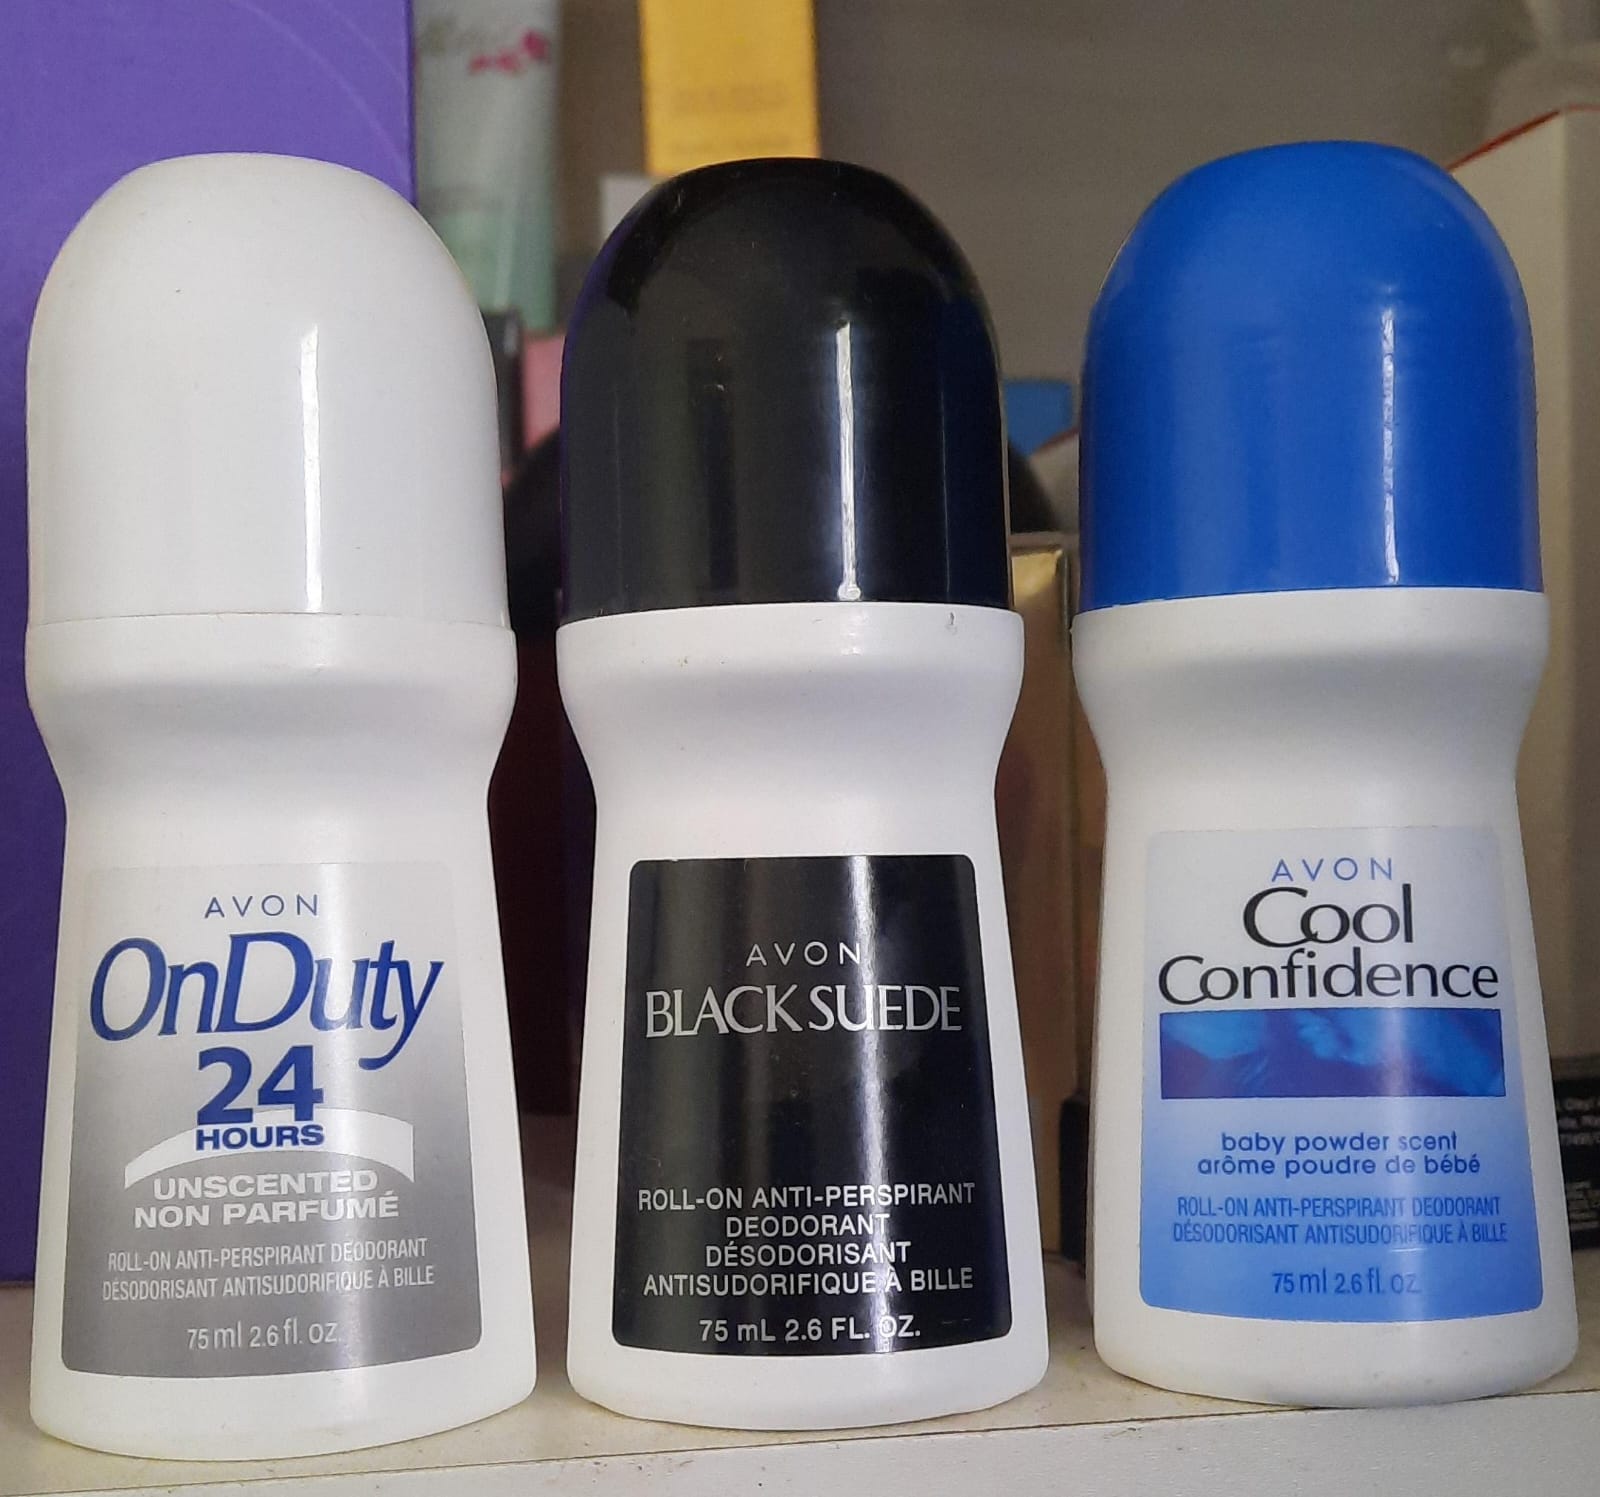 AVON
OnDuty
24
HOURS
UNSCENTED
NON PARFUMÉ
ROLL-ON ANTI-PERSPIRANT DEODORANT
DÉSODORISANT ANTISUDORIFIQUE À BILLE
75 ml 2.6 fl. oz.
AVON
BLACK SUEDE
ROLL-ON ANTI-PERSPIRANT
DEODORANT
DÉSODORISANT
ANTISUDORIFIQUE À BILLE
75 mL 2.6 FL. OZ.
AVON
Cool
Confidence
baby powder scent
arôme poudre de bébé
ROLL-ON ANTI-PERSPIRANT DEODORANT
DÉSODORISANT ANTISUDORIFIQUE À BILLE
75 ml 2.6 fl. oz.